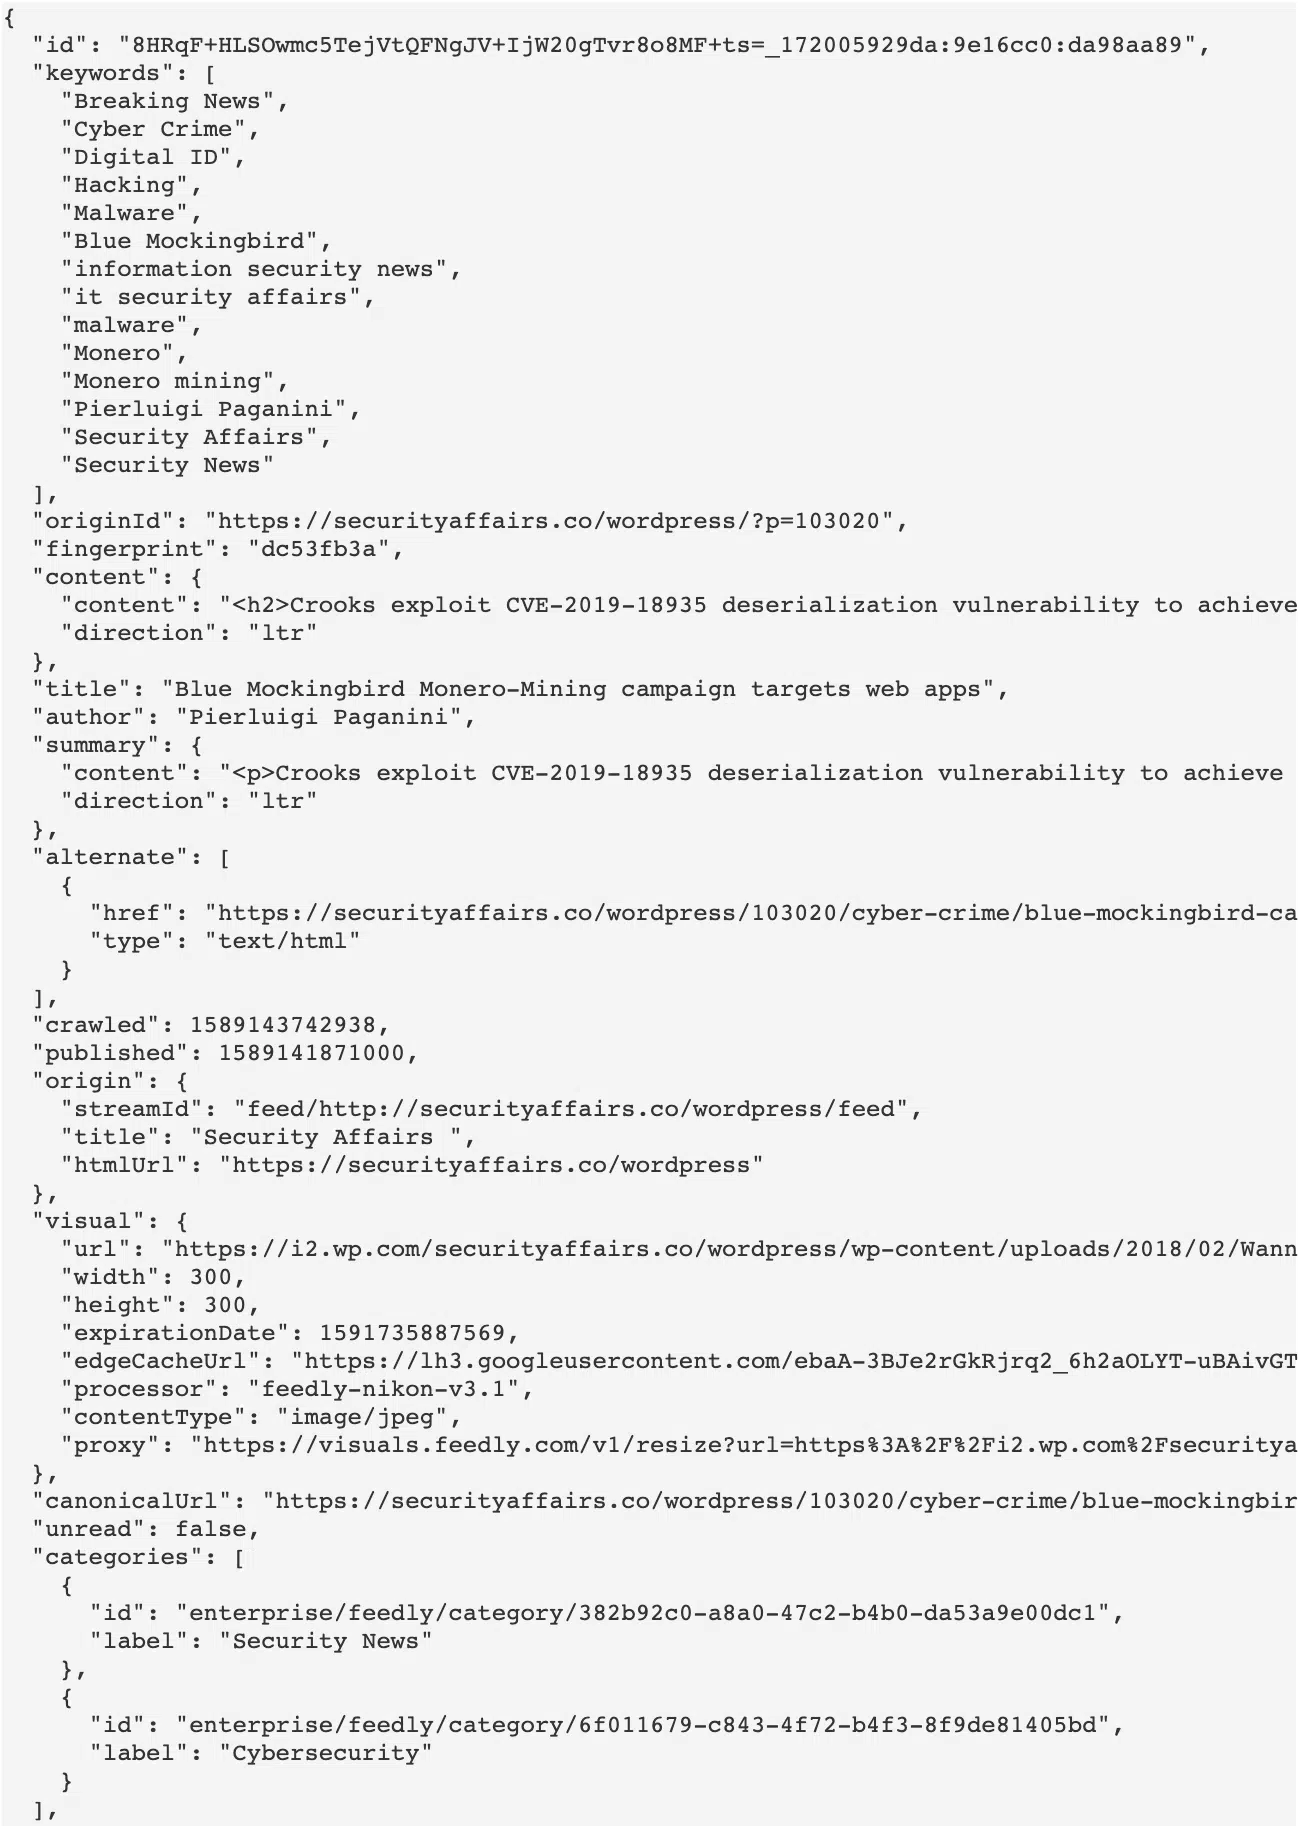 {
  "id": "8HRqF+HLSOwmc5TejVtQFNgJV+IjW20gTvr8o8MF+ts=_172005929da:9e16cc0:da98aa89",
  "keywords": [
    "Breaking News",
    "Cyber Crime",
    "Digital ID",
    "Hacking",
    "Malware",
    "Blue Mockingbird",
    "information security news",
    "it security affairs",
    "malware",
    "Monero",
    "Monero mining",
    "Pierluigi Paganini",
    "Security Affairs",
    "Security News"
  ],
  "originId": "https://securityaffairs.co/wordpress/?p=103020",
  "fingerprint": "dc53fb3a",
  "content": {
    "content": "<h2>Crooks exploit CVE-2019-18935 deserialization vulnerability to achieve
    "direction": "ltr"
  },
  "title": "Blue Mockingbird Monero-Mining campaign targets web apps",
  "author": "Pierluigi Paganini",
  "summary": {
    "content": "<p>Crooks exploit CVE-2019-18935 deserialization vulnerability to achieve
    "direction": "ltr"
  },
  "alternate": [
    {
      "href": "https://securityaffairs.co/wordpress/103020/cyber-crime/blue-mockingbird-ca
      "type": "text/html"
    }
  ],
  "crawled": 1589143742938,
  "published": 1589141871000,
  "origin": {
    "streamId": "feed/http://securityaffairs.co/wordpress/feed",
    "title": "Security Affairs ",
    "htmlUrl": "https://securityaffairs.co/wordpress"
  },
  "visual": {
    "url": "https://i2.wp.com/securityaffairs.co/wordpress/wp-content/uploads/2018/02/Wann
    "width": 300,
    "height": 300,
    "expirationDate": 1591735887569,
    "edgeCacheUrl": "https://lh3.googleusercontent.com/ebaA-3BJe2rGkRjrq2_6h2aOLYT-uBAivGT
    "processor": "feedly-nikon-v3.1",
    "contentType": "image/jpeg",
    "proxy": "https://visuals.feedly.com/v1/resize?url=https%3A%2F%2Fi2.wp.com%2Fsecuritya
  },
  "canonicalUrl": "https://securityaffairs.co/wordpress/103020/cyber-crime/blue-mockingbir
  "unread": false,
  "categories": [
    {
      "id": "enterprise/feedly/category/382b92c0-a8a0-47c2-b4b0-da53a9e00dc1",
      "label": "Security News"
    },
    {
      "id": "enterprise/feedly/category/6f011679-c843-4f72-b4f3-8f9de81405bd",
      "label": "Cybersecurity"
    }
  ],